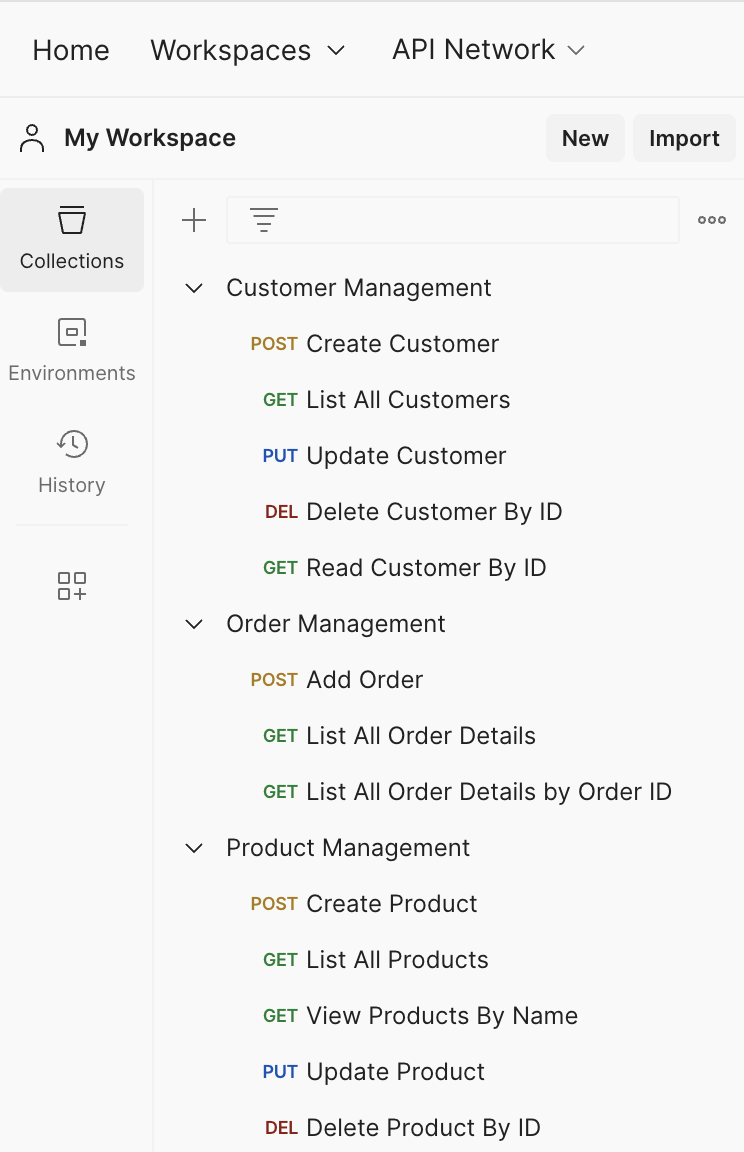 Home Workspaces API Network
My Workspace New Import
Collections
Environments
History
Customer Management
POST Create Customer
GET List All Customers
PUT Update Customer
DEL Delete Customer By ID
GET Read Customer By ID
Order Management
POST Add Order
GET List All Order Details
GET List All Order Details by Order ID
Product Management
POST Create Product
GET List All Products
GET View Products By Name
PUT Update Product
DEL Delete Product By ID